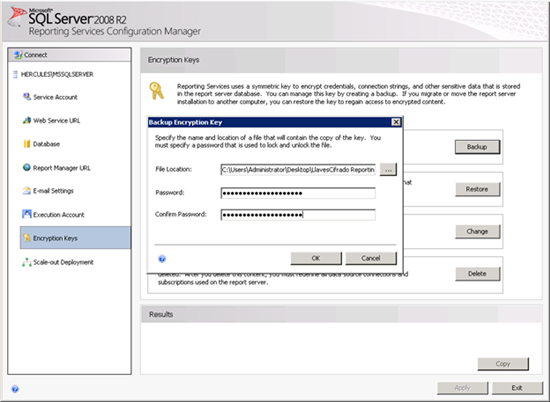 Microsoft
SQL Server 2008 R2
Reporting Services Configuration Manager
Connect
HERCULES\MSSQLSERVER
Service Account
Web Service URL
Database
Report Manager URL
E-mail Settings
Execution Account
Encryption Keys
Scale-out Deployment
Encryption Keys
Reporting Services uses a symmetric key to encrypt credentials, connection strings, and other sensitive data that is stored
in the report server database. You can manage this key by creating a backup. If you migrate or move the report server
installation to another computer, you can restore the key to regain access to encrypted content.
Backup Encryption Key
Specify the name and location of a file that will contain the copy of the key. You
must specify a password that is used to lock and unlock the file.
File Location:
C:\Users\Administrator\Desktop\LlavesCifrado Reportin
...
Password:
Confirm Password:
OK
Cancel
Backup
hat
Restore
Change
deleted. After you delete this content, you must redefine all data source connections and
subscriptions used on the report server.
Delete
Results
Copy
Apply
Exit